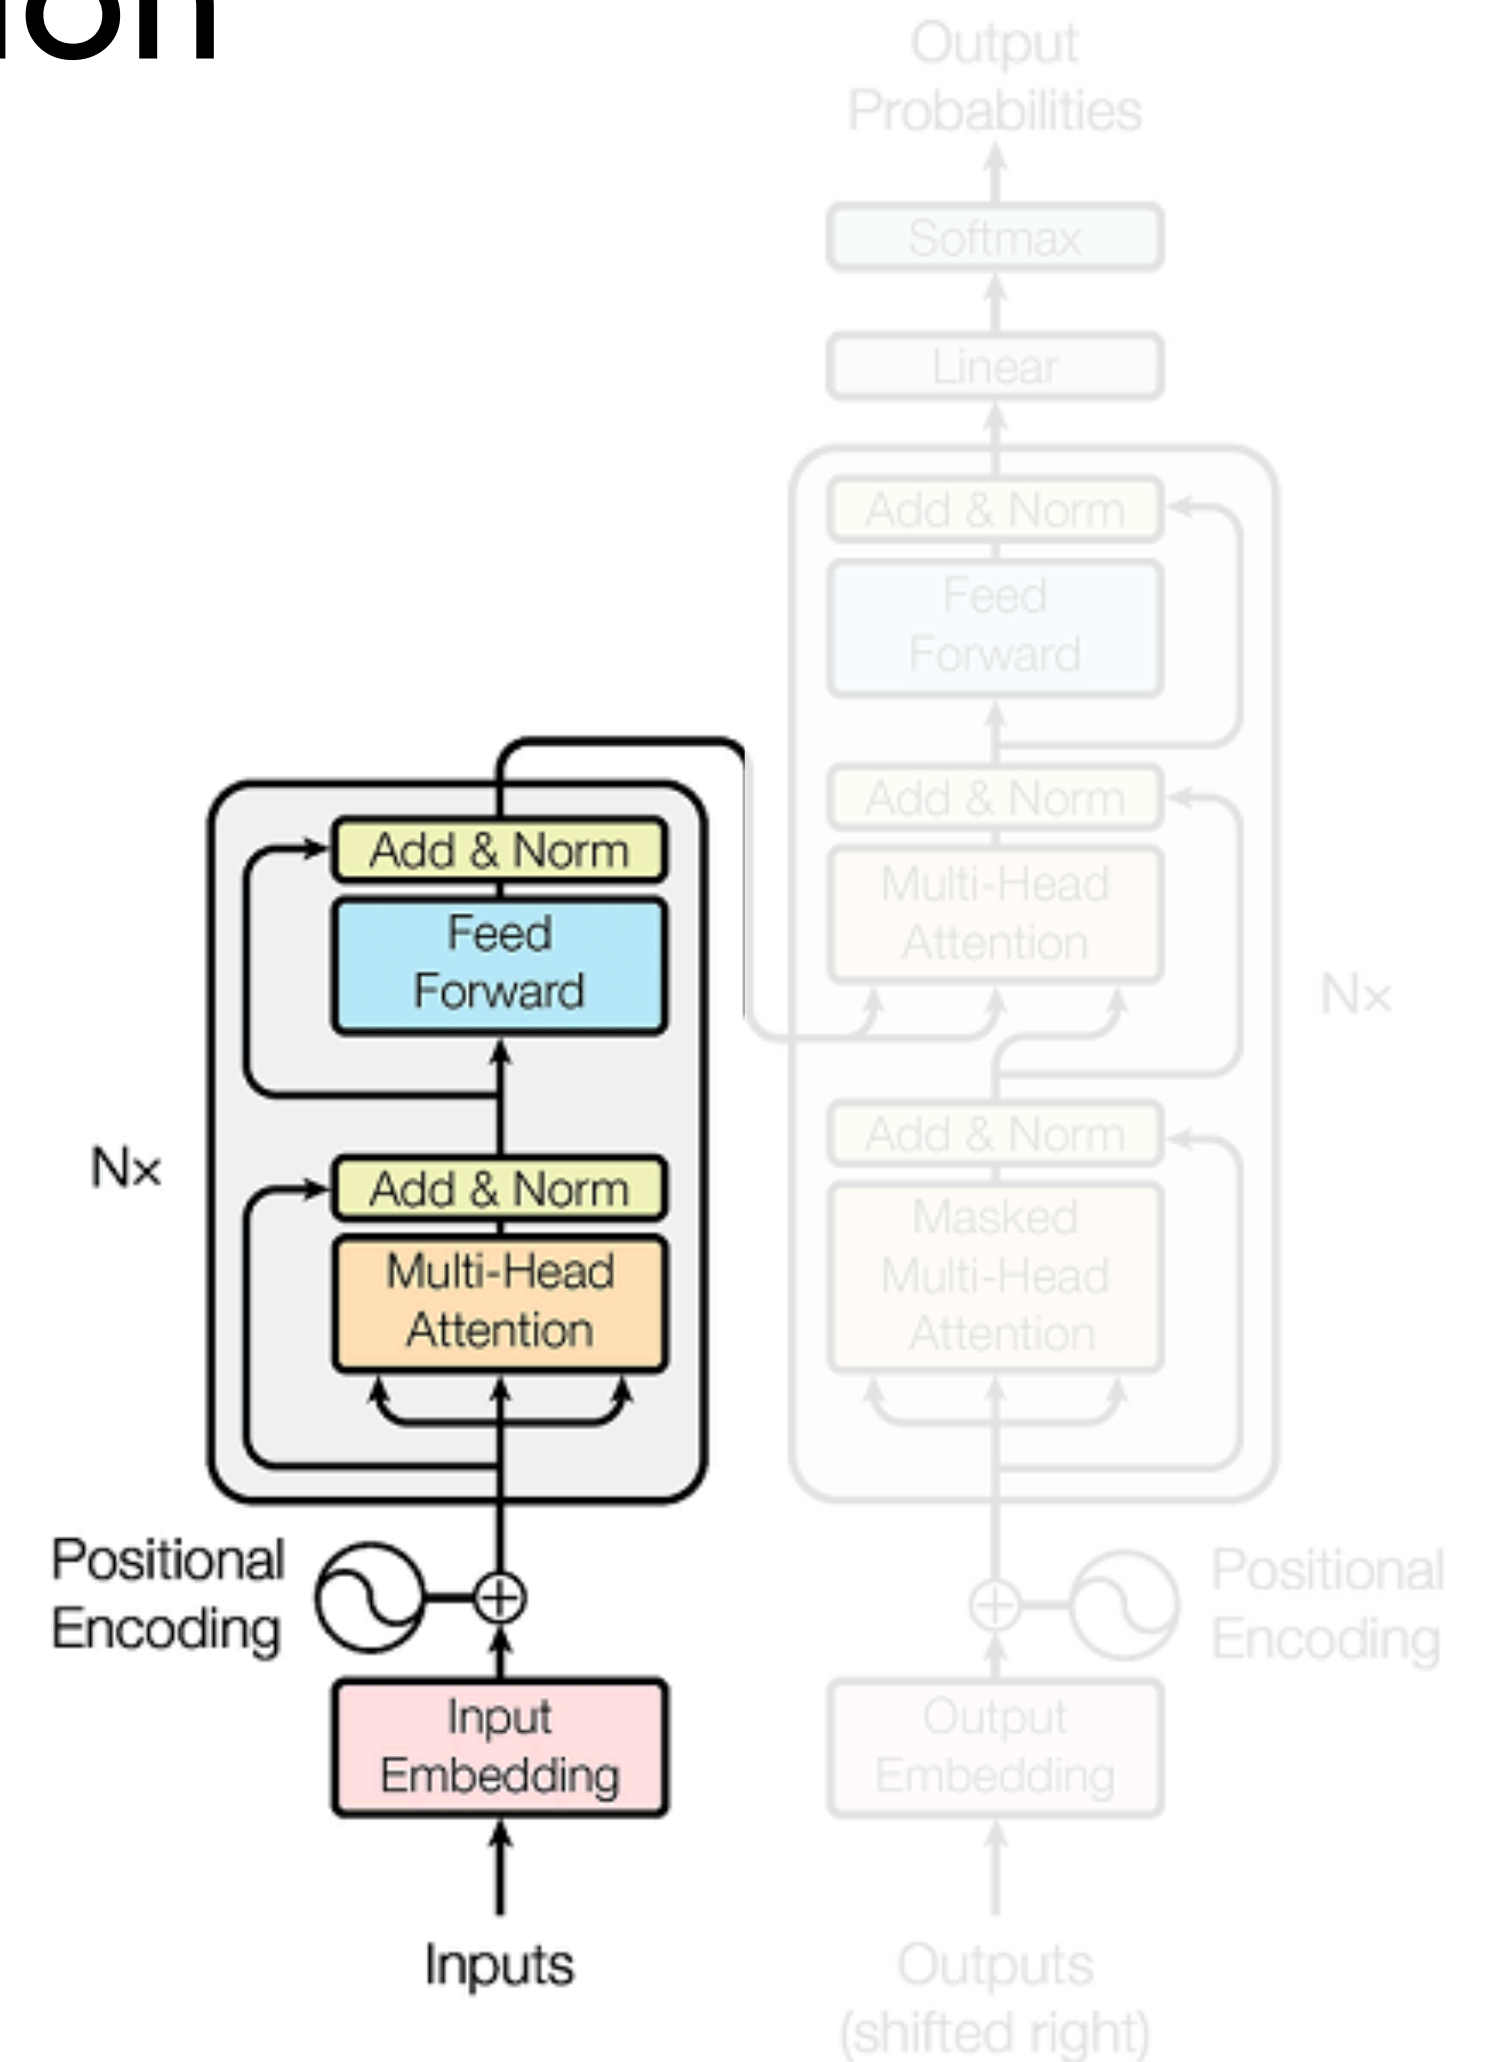 Output
Probabilities
Softmax
Linear
Add & Norm
Feed
Forward
Add & Norm
Multi-Head
Attention
Nx
Add & Norm
Masked
Multi-Head
Attention
Positional
Encoding
Output
Embedding
Outputs
(shifted right)
Add & Norm
Feed
Forward
Nx
Add & Norm
Multi-Head
Attention
Positional
Encoding
Input
Embedding
Inputs